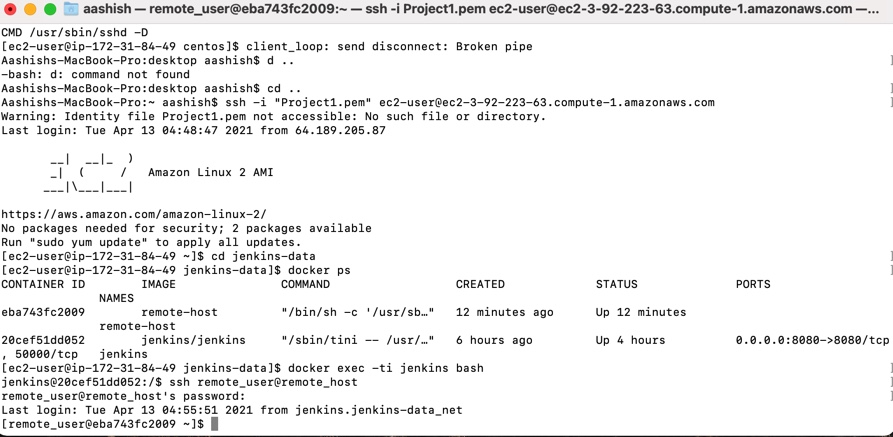 aashish — remote_user@eba743fc2009:~ — ssh -i Project1.pem ec2-user@ec2-3-92-223-63.compute-1.amazonaws.com —...
CMD /usr/sbin/sshd -D
[ec2-user@ip-172-31-84-49 centos]$ client_loop: send disconnect: Broken pipe
Aashishs-MacBook-Pro:desktop aashish$ d ..
-bash: d: command not found
Aashishs-MacBook-Pro:desktop aashish$ cd ..
Aashishs-MacBook-Pro:~ aashish$ ssh -i "Project1.pem" ec2-user@ec2-3-92-223-63.compute-1.amazonaws.com
Warning: Identity file Project1.pem not accessible: No such file or directory.
Last login: Tue Apr 13 04:48:47 2021 from 64.189.205.87
       __|  __|_  )
       _|  (     /   Amazon Linux 2 AMI
      ___|\___|___|
https://aws.amazon.com/amazon-linux-2/
No packages needed for security; 2 packages available
Run "sudo yum update" to apply all updates.
[ec2-user@ip-172-31-84-49 ~]$ cd jenkins-data
[ec2-user@ip-172-31-84-49 jenkins-data]$ docker ps
CONTAINER ID        IMAGE               COMMAND                  CREATED             STATUS              PORTS
              NAMES
eba743fc2009        remote-host         "/bin/sh -c '/usr/sb…"   12 minutes ago      Up 12 minutes
              remote-host
20cef51dd052        jenkins/jenkins     "/sbin/tini -- /usr/…"   6 hours ago         Up 4 hours          0.0.0.0:8080->8080/tcp
, 50000/tcp   jenkins
[ec2-user@ip-172-31-84-49 jenkins-data]$ docker exec -ti jenkins bash
jenkins@20cef51dd052:/$ ssh remote_user@remote_host
remote_user@remote_host's password:
Last login: Tue Apr 13 04:55:51 2021 from jenkins.jenkins-data_net
[remote_user@eba743fc2009 ~]$